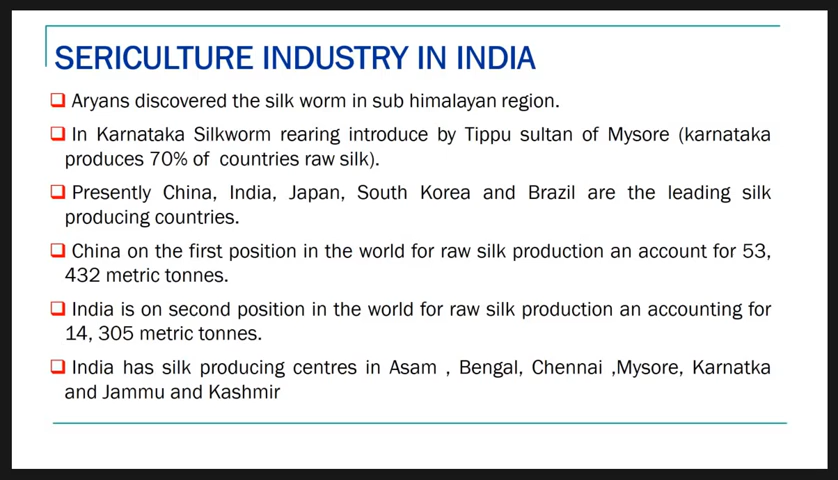 SERICULTURE INDUSTRY IN INDIA
Aryans discovered the silk worm in sub himalayan region.
In Karnataka Silkworm rearing introduce by Tippu sultan of Mysore (karnataka
produces 70% of countries raw silk).
Presently China, India, Japan, South Korea and Brazil are the leading silk
producing countries.
China on the first position in the world for raw silk production an account for 53,
432 metric tonnes.
India is on second position in the world for raw silk production an accounting for
14, 305 metric tonnes.
India has silk producing centres in Asam , Bengal, Chennai ,Mysore, Karnatka
and Jammu and Kashmir